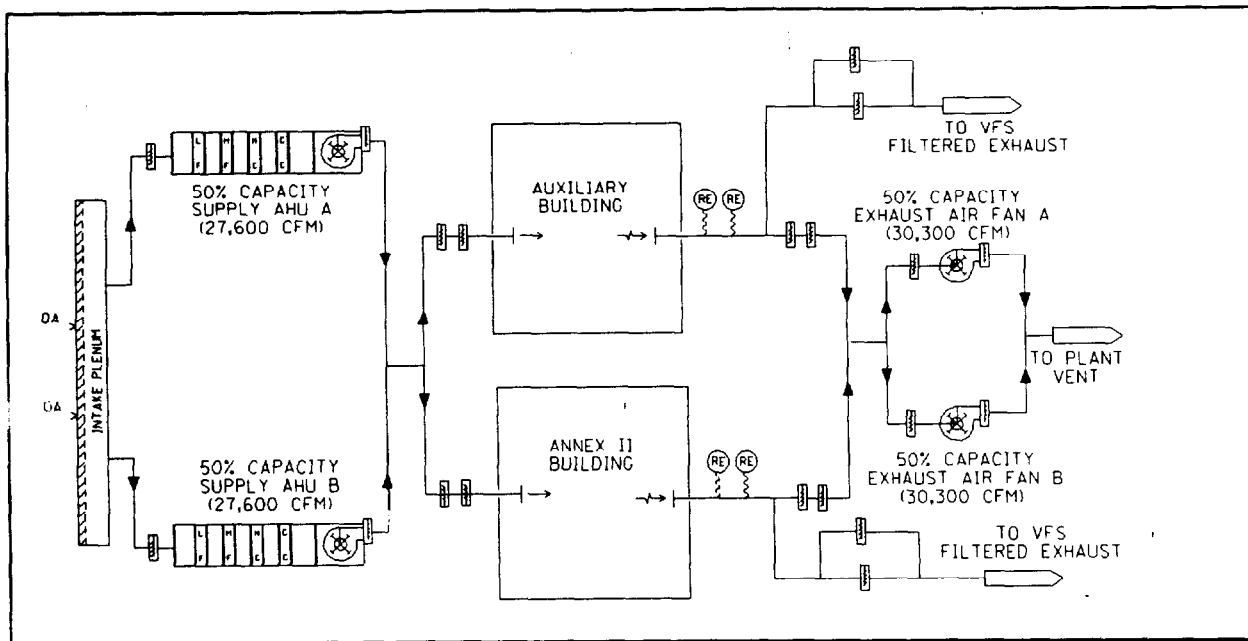 TO VFS
FILTERED EXHAUST
50% CAPACITY
SUPPLY AHU A
(27,600 CFM)
L F
M F
H C
C C
AUXILIARY
BUILDING
RE
RE
50% CAPACITY
EXHAUST AIR FAN A
(30,300 CFM)
OA
OA
INTAKE PLENUM
TO PLANT
VENT
50% CAPACITY
SUPPLY AHU B
(27,600 CFM)
L F
M F
H C
C C
ANNEX II
BUILDING
RE
RE
50% CAPACITY
EXHAUST AIR FAN B
(30,300 CFM)
TO VFS
FILTERED EXHAUST